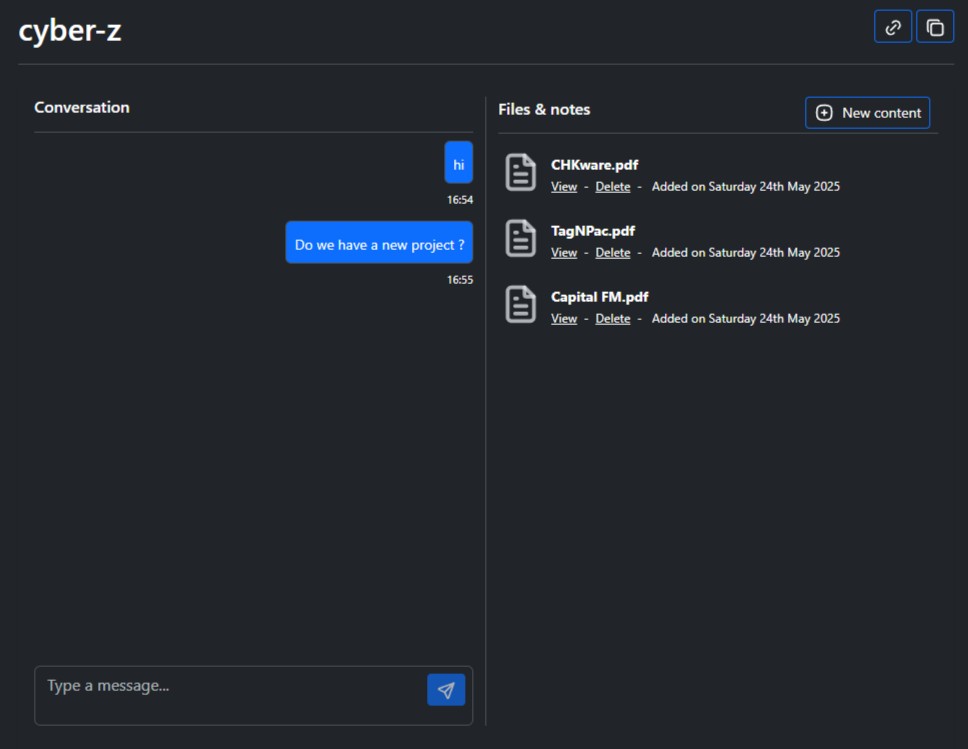 cyber-z
Conversation
hi
16:54
Do we have a new project ?
16:55
Type a message...
Files & notes
New content
CHKware.pdf
View - Delete - Added on Saturday 24th May 2025
TagNPac.pdf
View - Delete - Added on Saturday 24th May 2025
Capital FM.pdf
View - Delete - Added on Saturday 24th May 2025